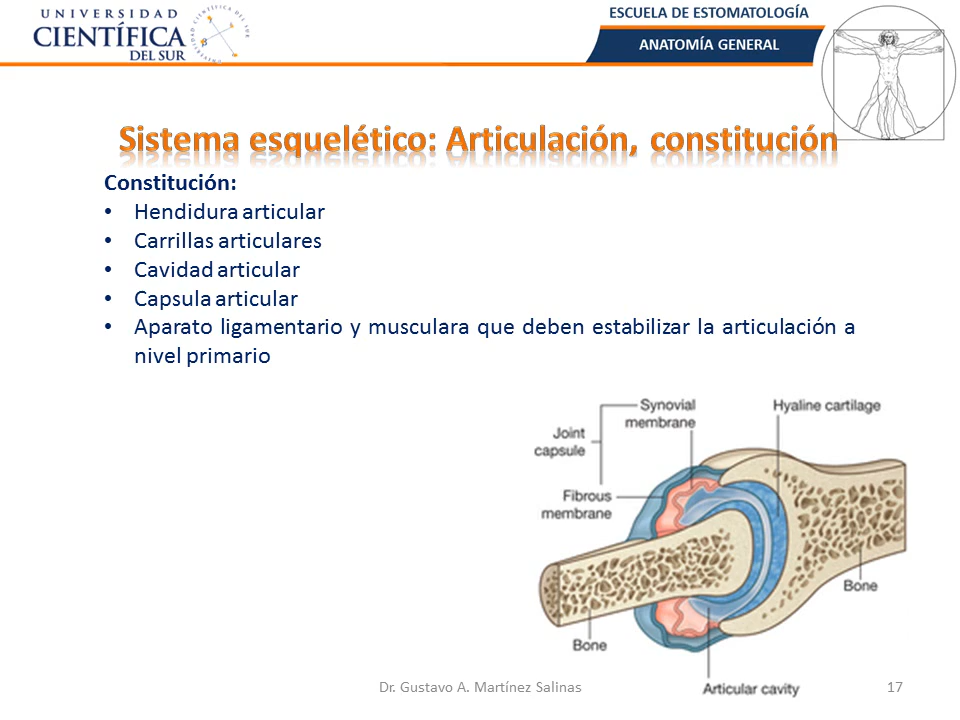 UNIVERSIDAD
CIENTÍFICA
DEL SUR
ESCUELA DE ESTOMATOLOGÍA
ANATOMÍA GENERAL
Sistema esquelético: Articulación, constitución
Constitución:
• Hendidura articular
• Carrillas articulares
• Cavidad articular
• Capsula articular
• Aparato ligamentario y musculara que deben estabilizar la articulación a
nivel primario
Synovial
membrane
Hyaline cartilage
Joint
capsule
Fibrous
membrane
Bone
Bone
Articular cavity
Dr. Gustavo A. Martínez Salinas
17